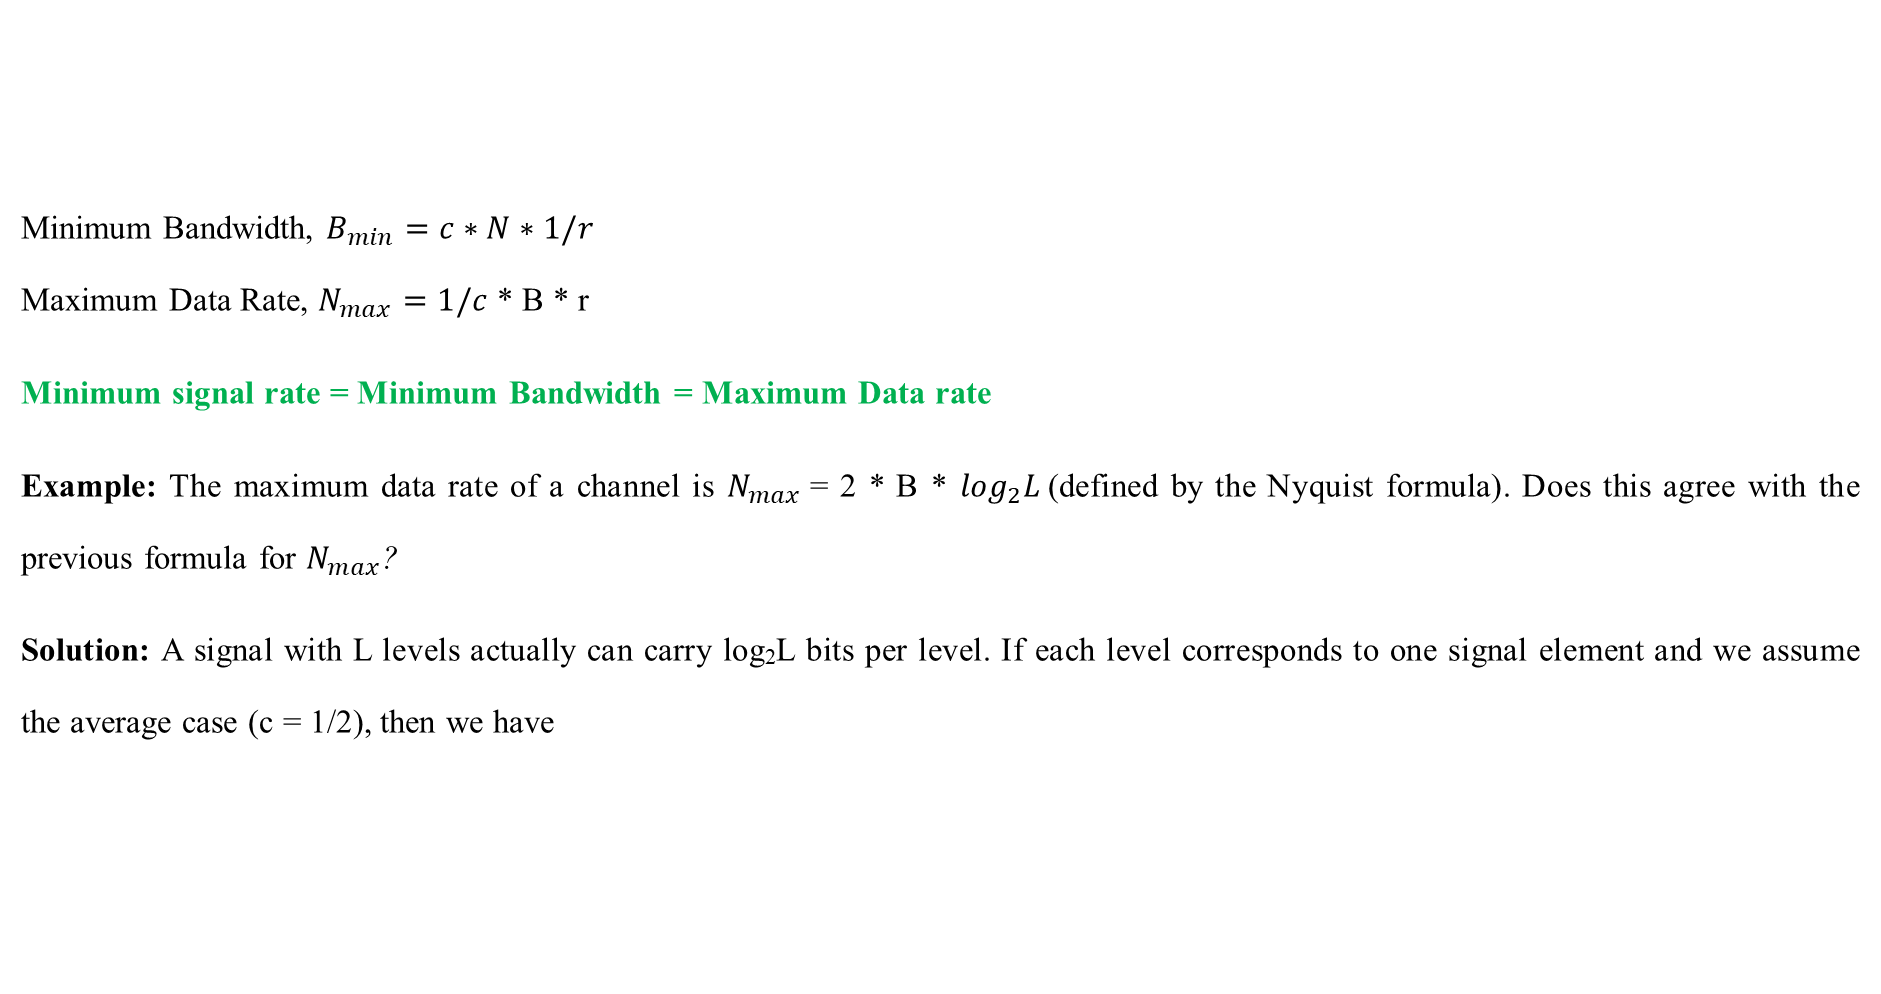 Minimum Bandwidth, B_min = c ∗ N ∗ 1/r
Maximum Data Rate, N_max = 1/c * B * r
Minimum signal rate = Minimum Bandwidth = Maximum Data rate
Example: The maximum data rate of a channel is N_max = 2 * B * log₂L (defined by the Nyquist formula). Does this agree with the
previous formula for N_max?
Solution: A signal with L levels actually can carry log₂L bits per level. If each level corresponds to one signal element and we assume
the average case (c = 1/2), then we have